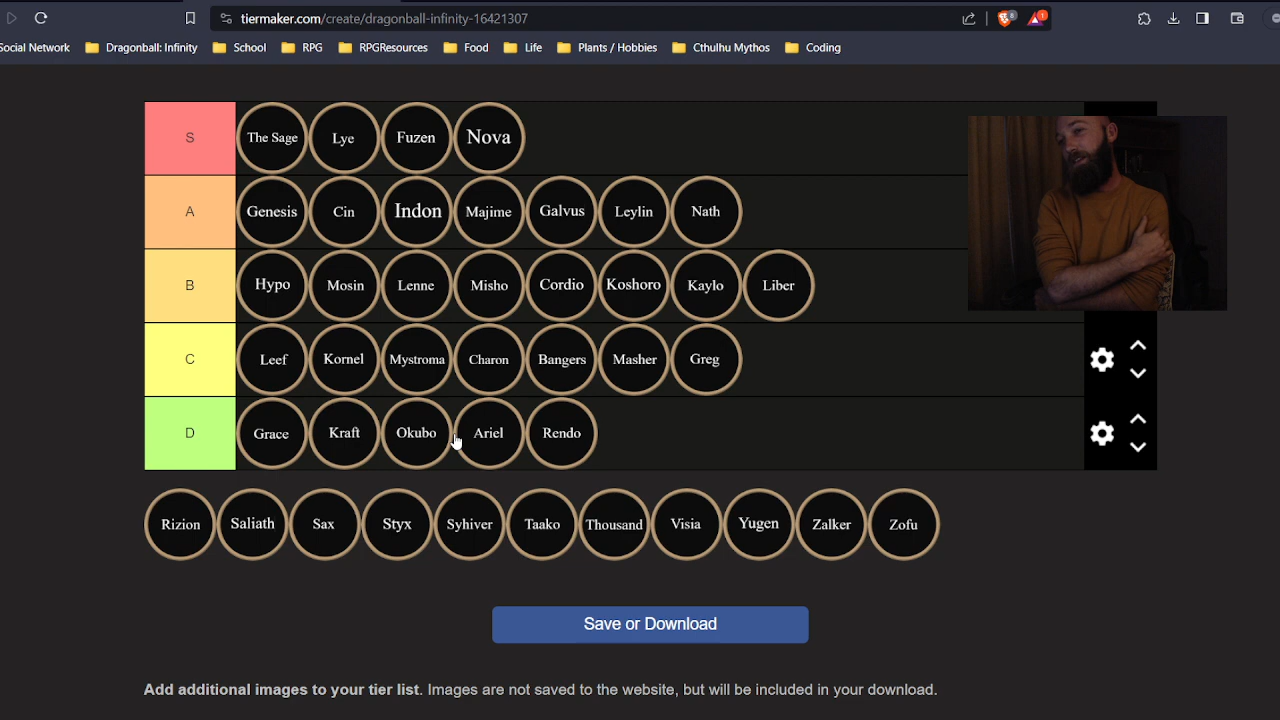 tiermaker.com/create/dragonball-infinity-16421307
8
1
Social Network
Dragonball: Infinity
School
RPG
RPGResources
Food
Life
Plants / Hobbies
Cthulhu Mythos
Coding
S
The Sage
Lye
Fuzen
Nova
A
Genesis
Cin
Indon
Majime
Galvus
Leylin
Nath
B
Hypo
Mosin
Lenne
Misho
Cordio
Koshoro
Kaylo
Liber
C
Leef
Kornel
Mystroma
Charon
Bangers
Masher
Greg
D
Grace
Kraft
Okubo
Ariel
Rendo
Rizion
Saliath
Sax
Styx
Syhiver
Taako
Thousand
Visia
Yugen
Zalker
Zofu
Save or Download
Add additional images to your tier list. Images are not saved to the website, but will be included in your download.